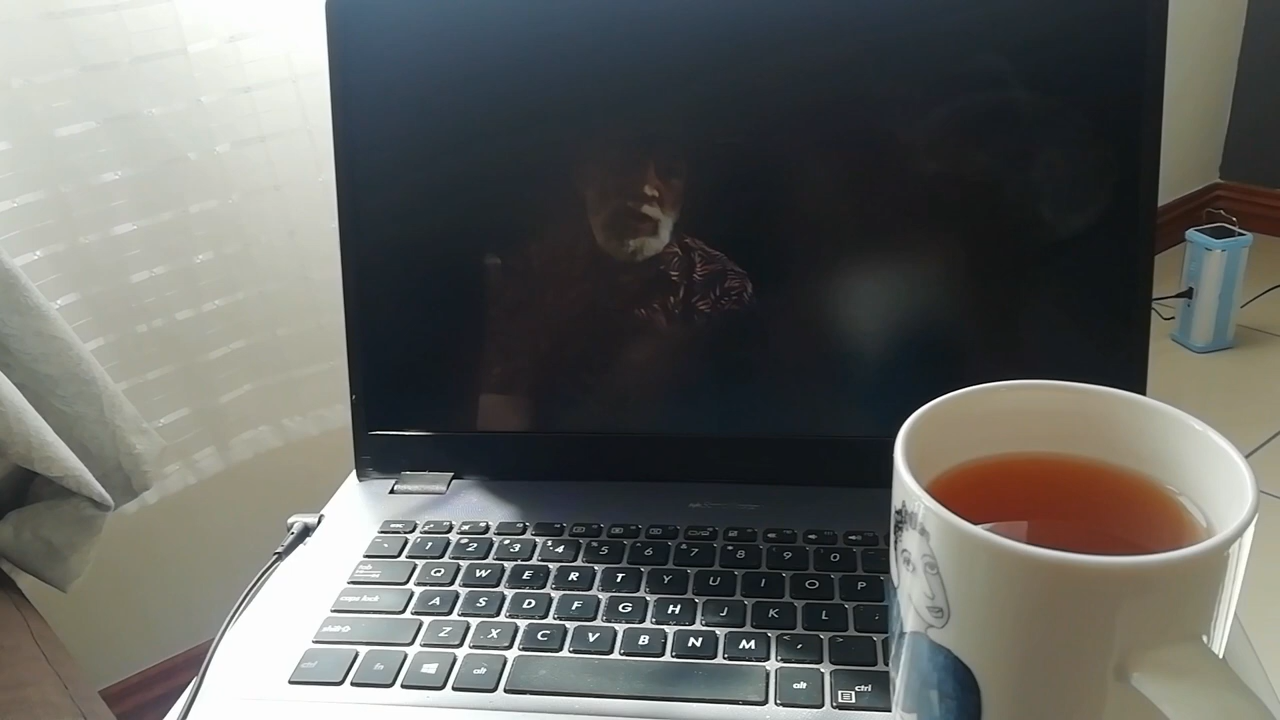 esc
1 2 3 4 5 6 7 8 9 0
tab Q W E R T Y U I O P
caps lock A S D F G H J K L
shift Z X C V B N M < , > .
ctrl fn alt alt ctrl